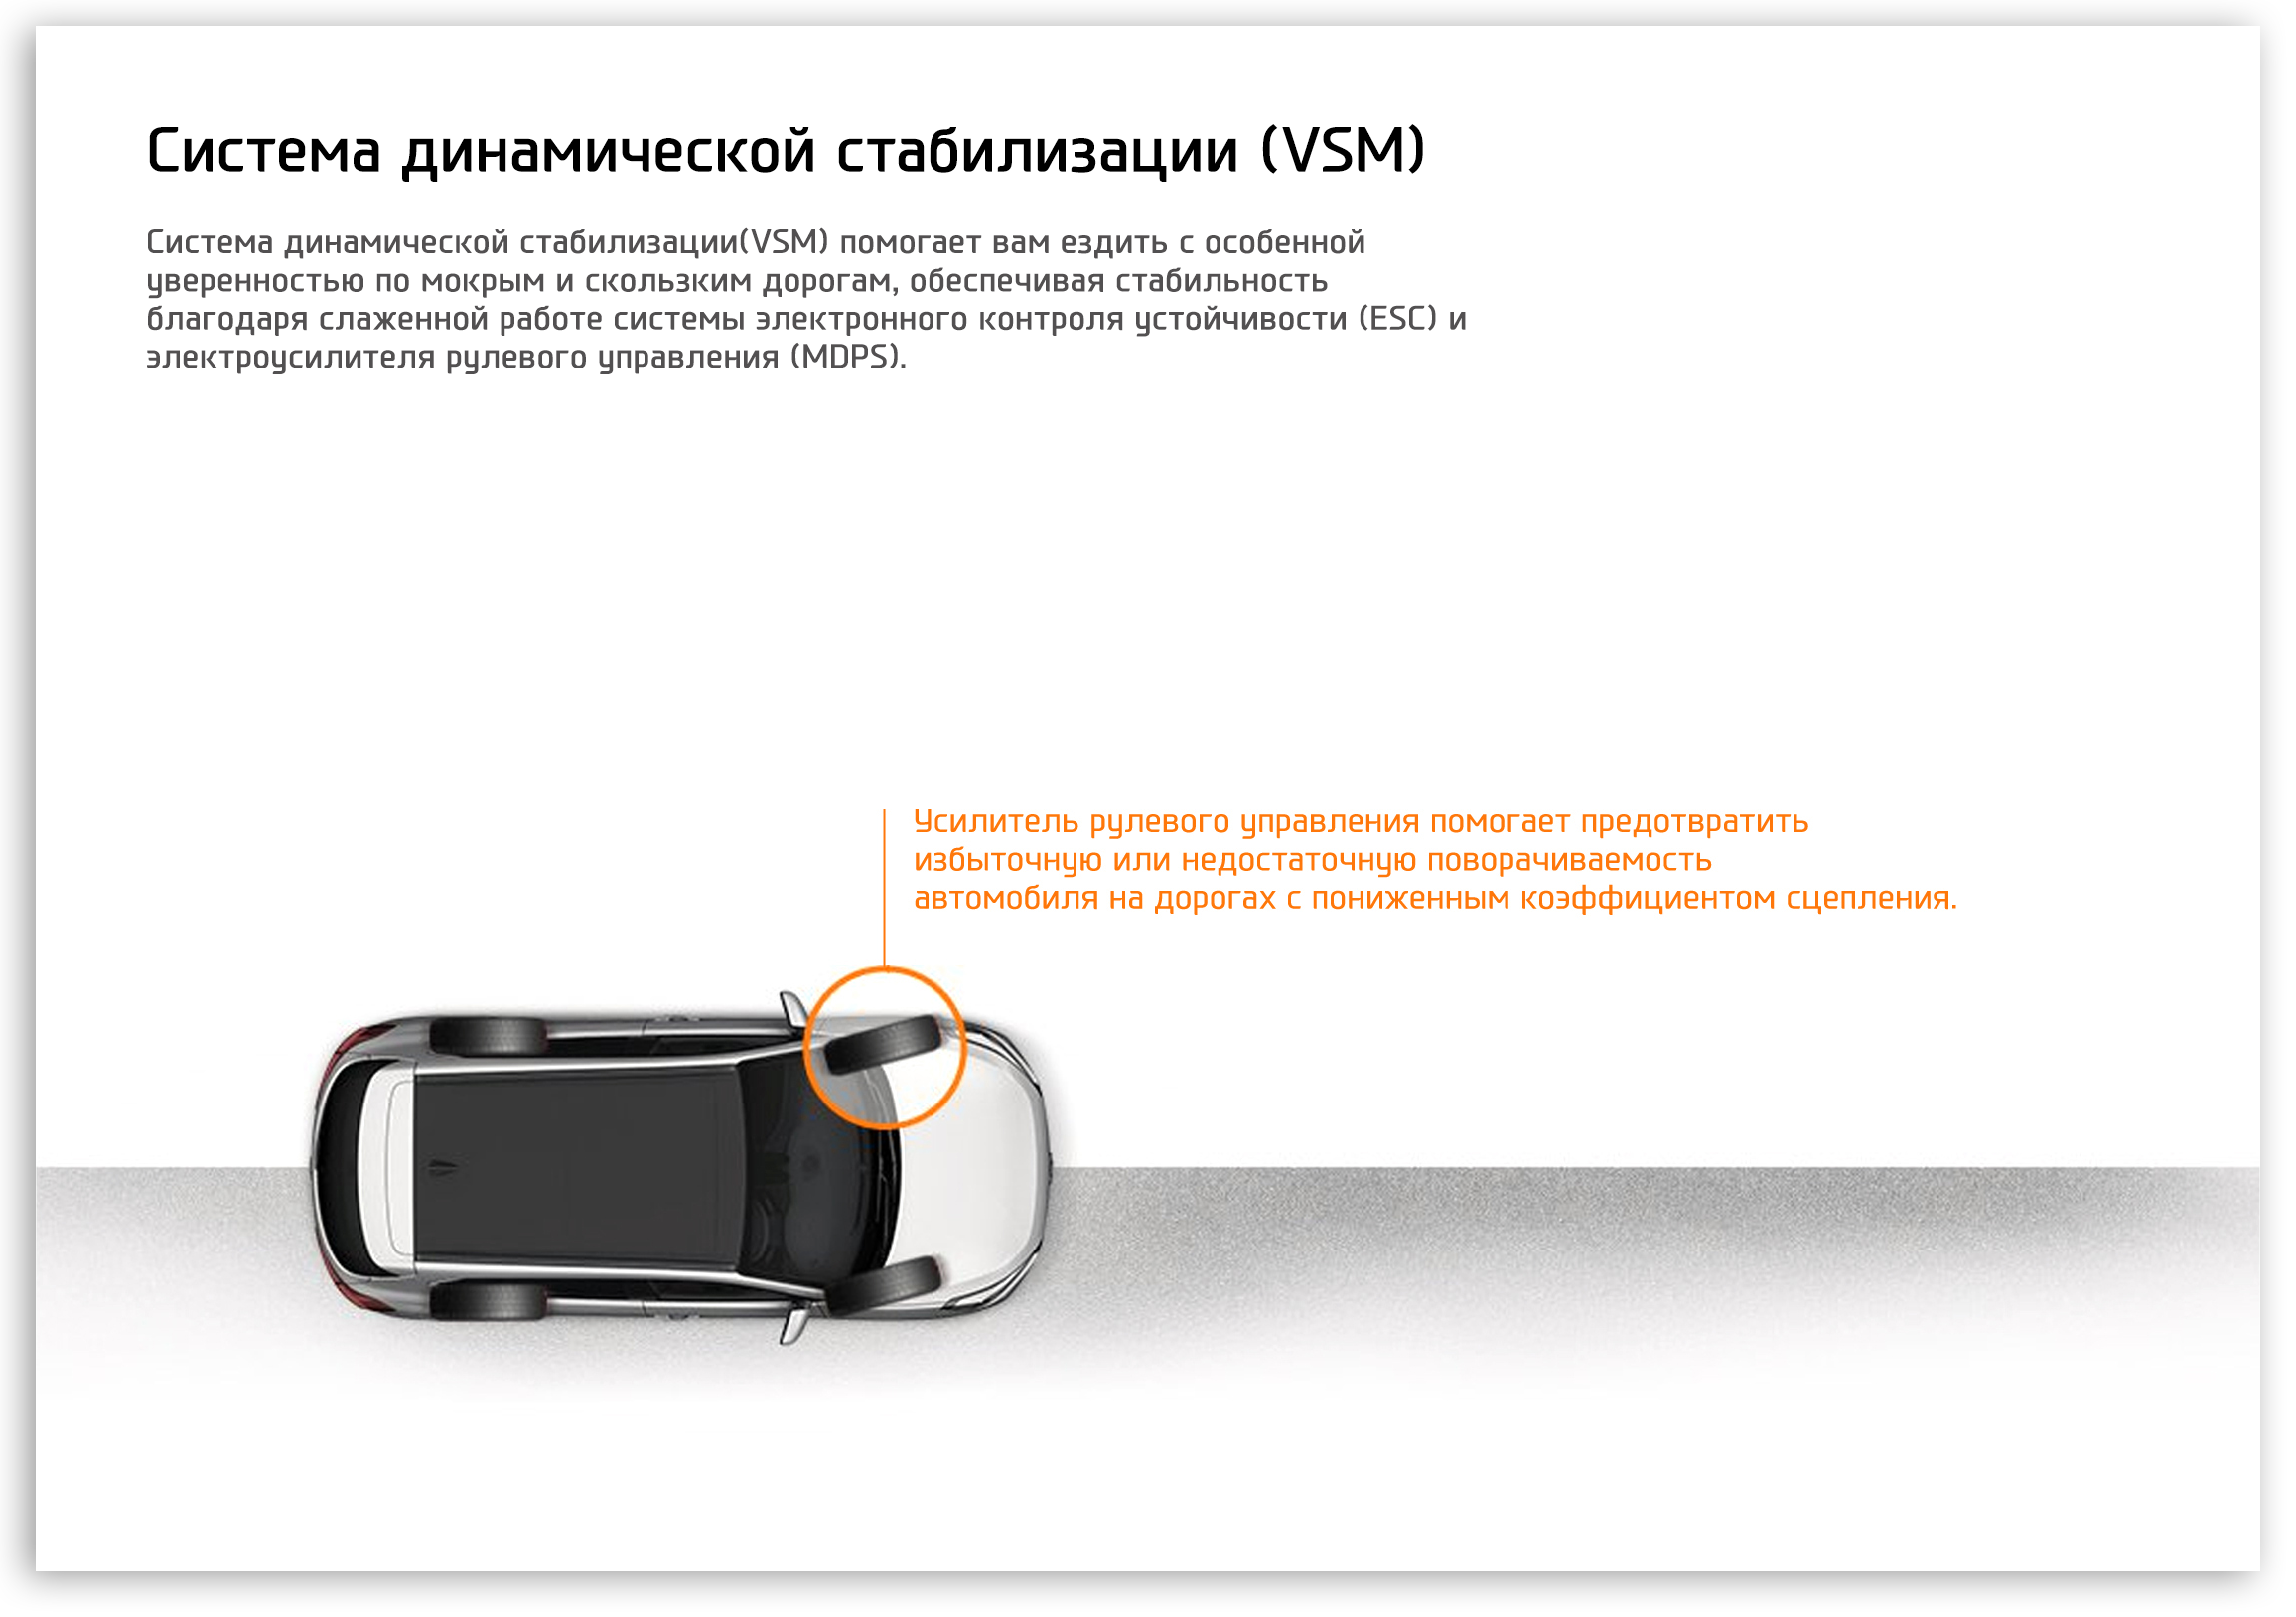 Система динамической стабилизации (VSM)
Система динамической стабилизации(VSM) помогает вам ездить с особенной
уверенностью по мокрым и скользким дорогам, обеспечивая стабильность
благодаря слаженной работе системы электронного контроля устойчивости (ESC) и
электроусилителя рулевого управления (MDPS).
Усилитель рулевого управления помогает предотвратить
избыточную или недостаточную поворачиваемость
автомобиля на дорогах с пониженным коэффициентом сцепления.